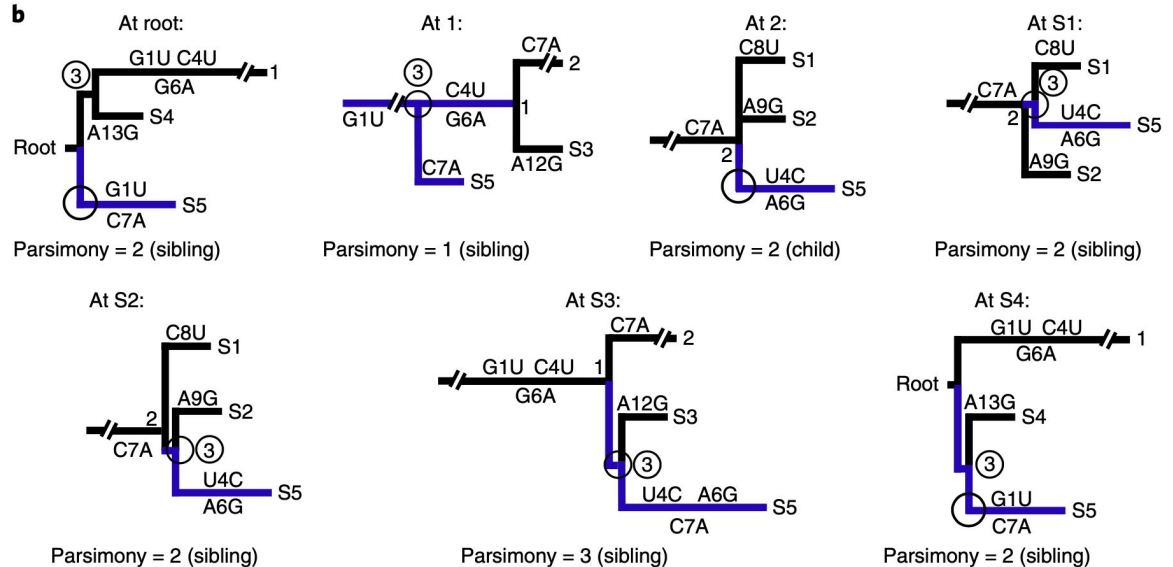 b
At root:
G1U C4U
3
1
G6A
S4
A13G
Root
G1U
S5
C7A
Parsimony = 2 (sibling)
At 1:
C7A
3
2
C4U
1
G1U
G6A
S3
C7A
A12G
S5
Parsimony = 1 (sibling)
At 2:
C8U
S1
A9G
S2
C7A
2
U4C
S5
A6G
Parsimony = 2 (child)
At S1:
C8U
S1
3
C7A
2
U4C
S5
A6G
A9G
S2
Parsimony = 2 (sibling)
At S2:
C8U
S1
A9G
S2
2
C7A
3
U4C
S5
A6G
Parsimony = 2 (sibling)
At S3:
C7A
2
G1U C4U
1
G6A
A12G
S3
3
U4C A6G
S5
C7A
Parsimony = 3 (sibling)
At S4:
G1U C4U
1
G6A
Root
A13G
S4
3
G1U
S5
C7A
Parsimony = 2 (sibling)